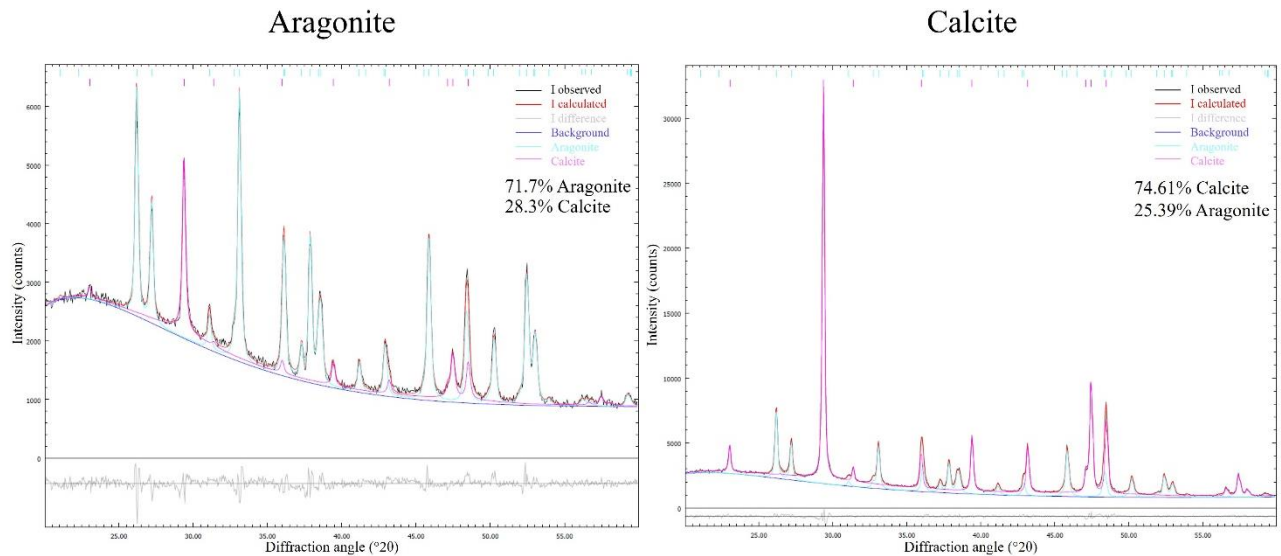 Aragonite
6000
5000
4000
3000
2000
1000
0
Intensity (counts)
I observed
I calculated
I difference
Background
Aragonite
Calcite
71.7% Aragonite
28.3% Calcite
25.00 30.00 35.00 40.00 45.00 50.00 55.00
Diffraction angle (°2θ)
Calcite
30000
25000
20000
15000
10000
5000
0
Intensity (counts)
I observed
I calculated
I difference
Background
Aragonite
Calcite
74.61% Calcite
25.39% Aragonite
25.00 30.00 35.00 40.00 45.00 50.00 55.00
Diffraction angle (°2θ)